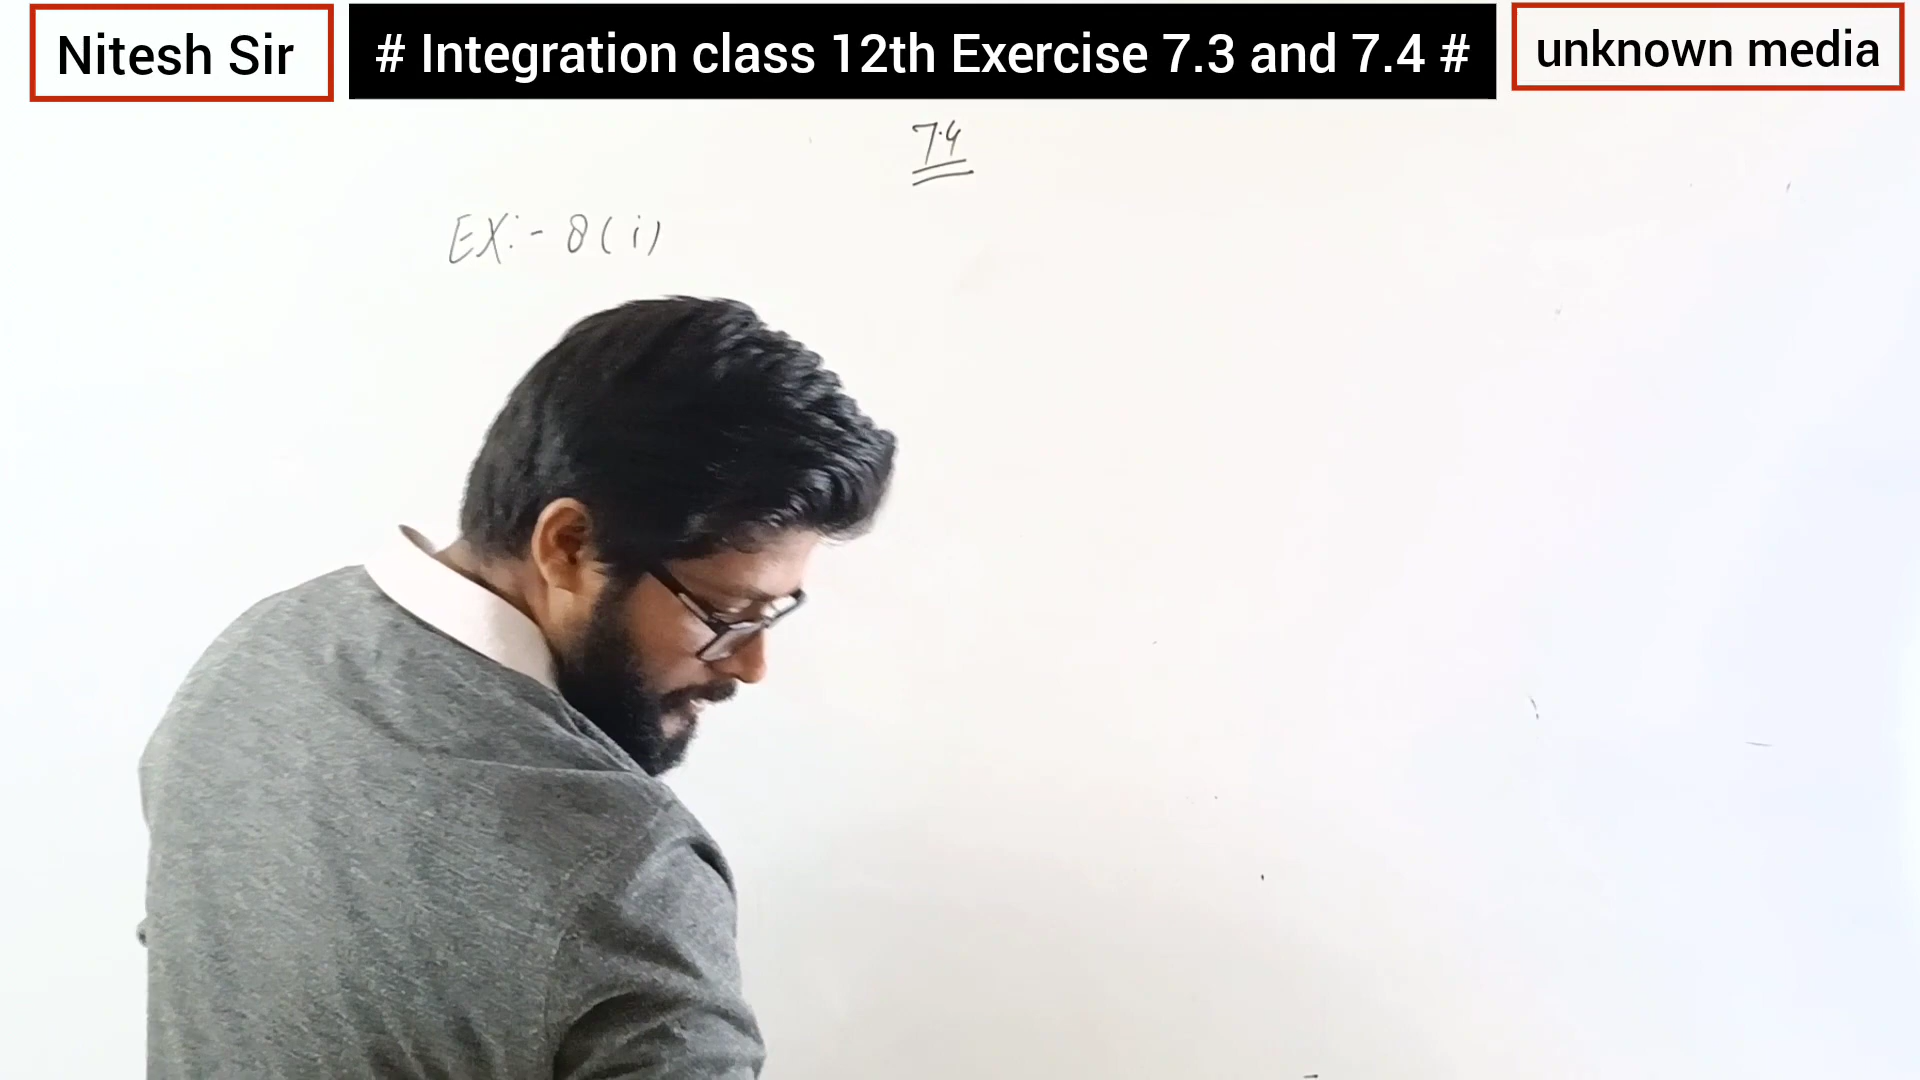 Nitesh Sir
# Integration class 12th Exercise 7.3 and 7.4 #
unknown media
7.4
EX:- 8(i)